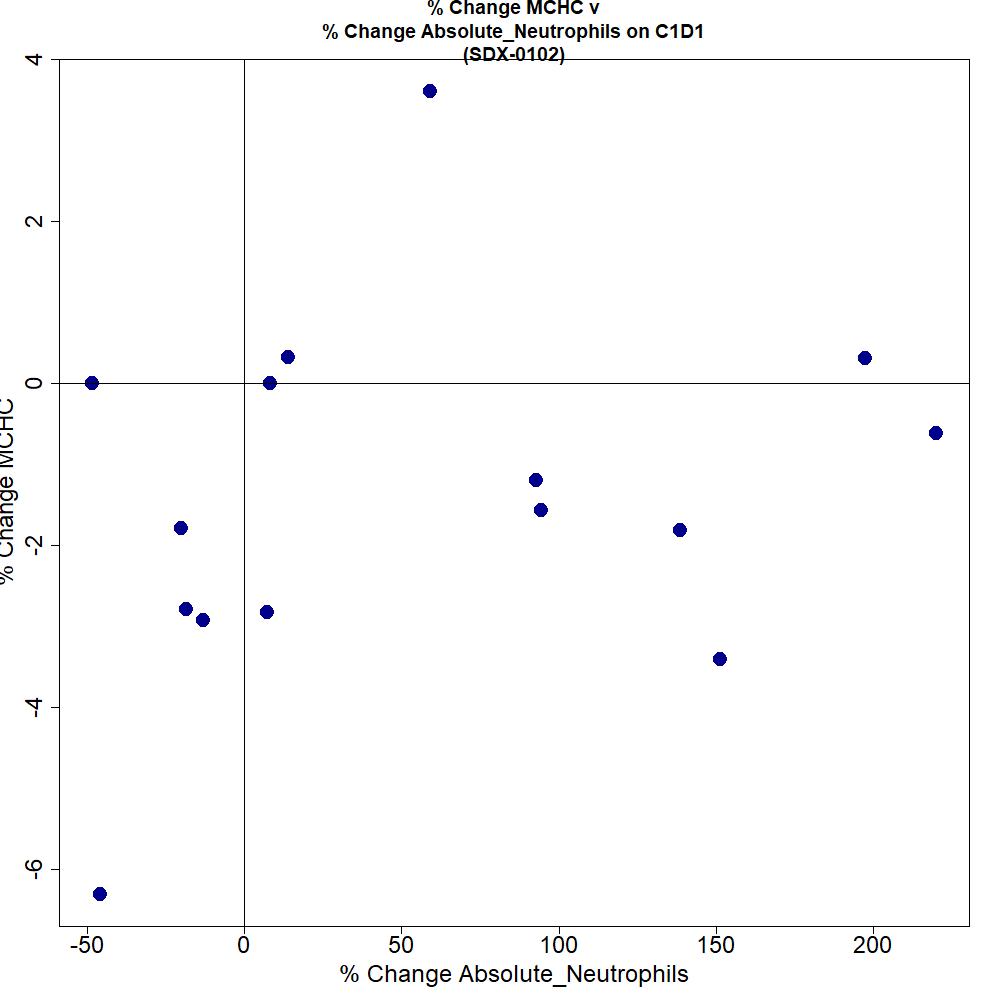 % Change MCHC v
% Change Absolute_Neutrophils on C1D1
(SDX-0102)
4
2
0
-2
-4
-6
% Change MCHC
-50 0 50 100 150 200
% Change Absolute_Neutrophils